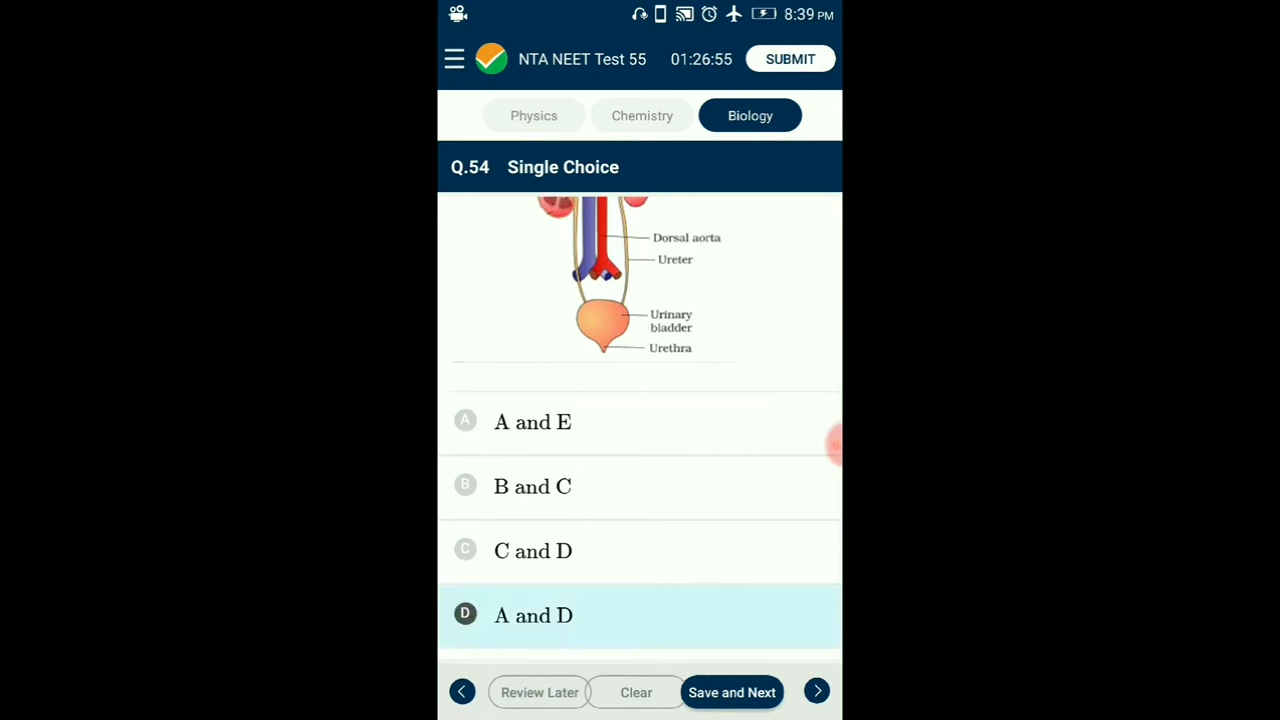 8:39 PM
NTA NEET Test 55 01:26:55 SUBMIT
Physics Chemistry Biology
Q.54 Single Choice
Dorsal aorta
Ureter
Urinary
bladder
Urethra
A A and E
B B and C
C C and D
D A and D
Review Later Clear Save and Next